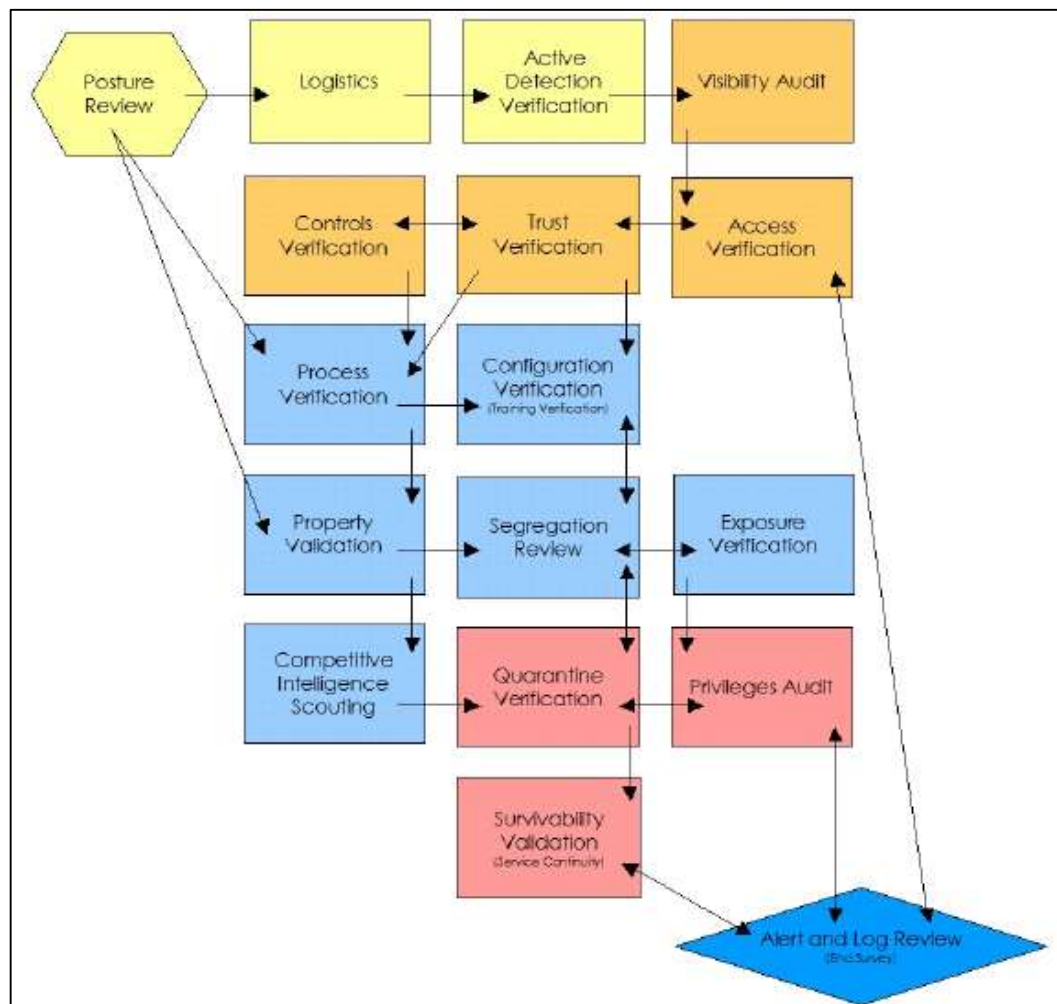 Posture
Review
Logistics
Active
Detection
Verification
Visibility Audit
Controls
Verification
Trust
Verification
Access
Verification
Process
Verification
Configuration
Verification
(Training Verification)
Property
Validation
Segregation
Review
Exposure
Verification
Competitive
Intelligence
Scouting
Quarantine
Verification
Privileges Audit
Survivability
Validation
(Service Continuity)
Alert and Log Review
(End Survey)